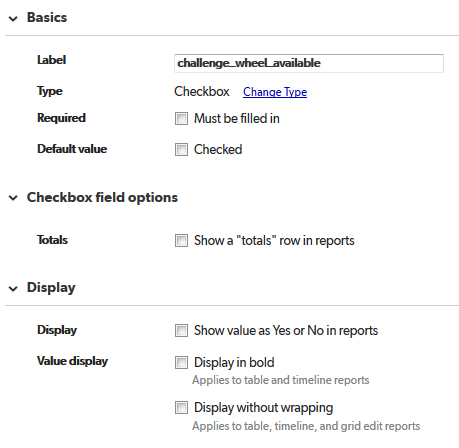 Basics
Label challenge_wheel_available
Type Checkbox Change Type
Required Must be filled in
Default value Checked
Checkbox field options
Totals Show a "totals" row in reports
Display
Display Show value as Yes or No in reports
Value display Display in bold
Applies to table and timeline reports
Display without wrapping
Applies to table, timeline, and grid edit reports